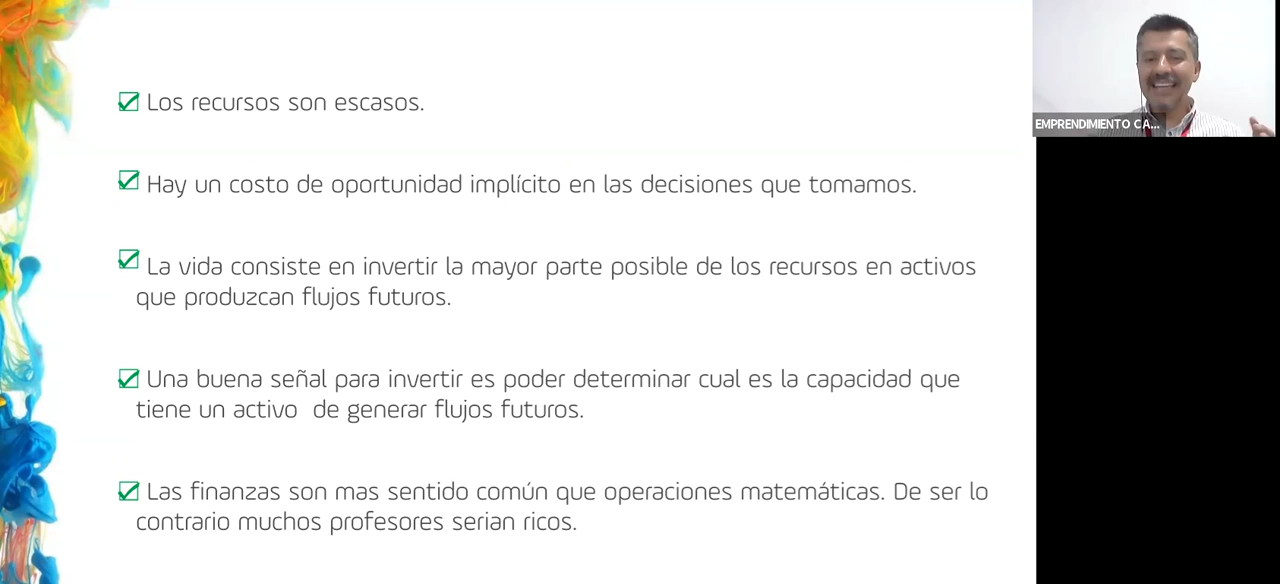 Los recursos son escasos.
Hay un costo de oportunidad implícito en las decisiones que tomamos.
La vida consiste en invertir la mayor parte posible de los recursos en activos
que produzcan flujos futuros.
Una buena señal para invertir es poder determinar cual es la capacidad que
tiene un activo  de generar flujos futuros.
Las finanzas son mas sentido común que operaciones matemáticas. De ser lo
contrario muchos profesores serian ricos.
EMPRENDIMIENTO CA...